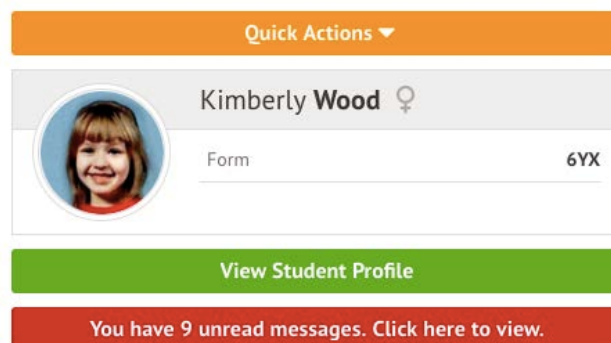 Quick Actions
Kimberly Wood
Form 6YX
View Student Profile
You have 9 unread messages. Click here to view.